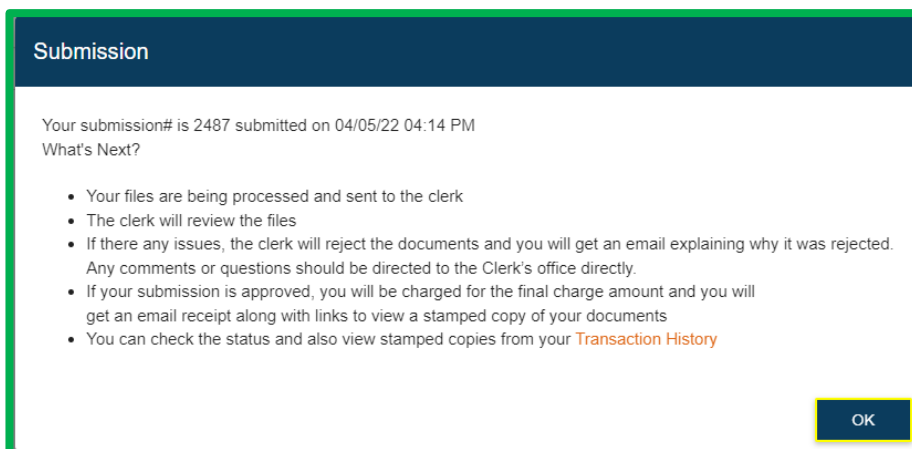 Submission
Your submission# is 2487 submitted on 04/05/22 04:14 PM
What's Next?
• Your files are being processed and sent to the clerk
• The clerk will review the files
• If there any issues, the clerk will reject the documents and you will get an email explaining why it was rejected.
Any comments or questions should be directed to the Clerk's office directly.
• If your submission is approved, you will be charged for the final charge amount and you will
get an email receipt along with links to view a stamped copy of your documents
• You can check the status and also view stamped copies from your Transaction History
OK